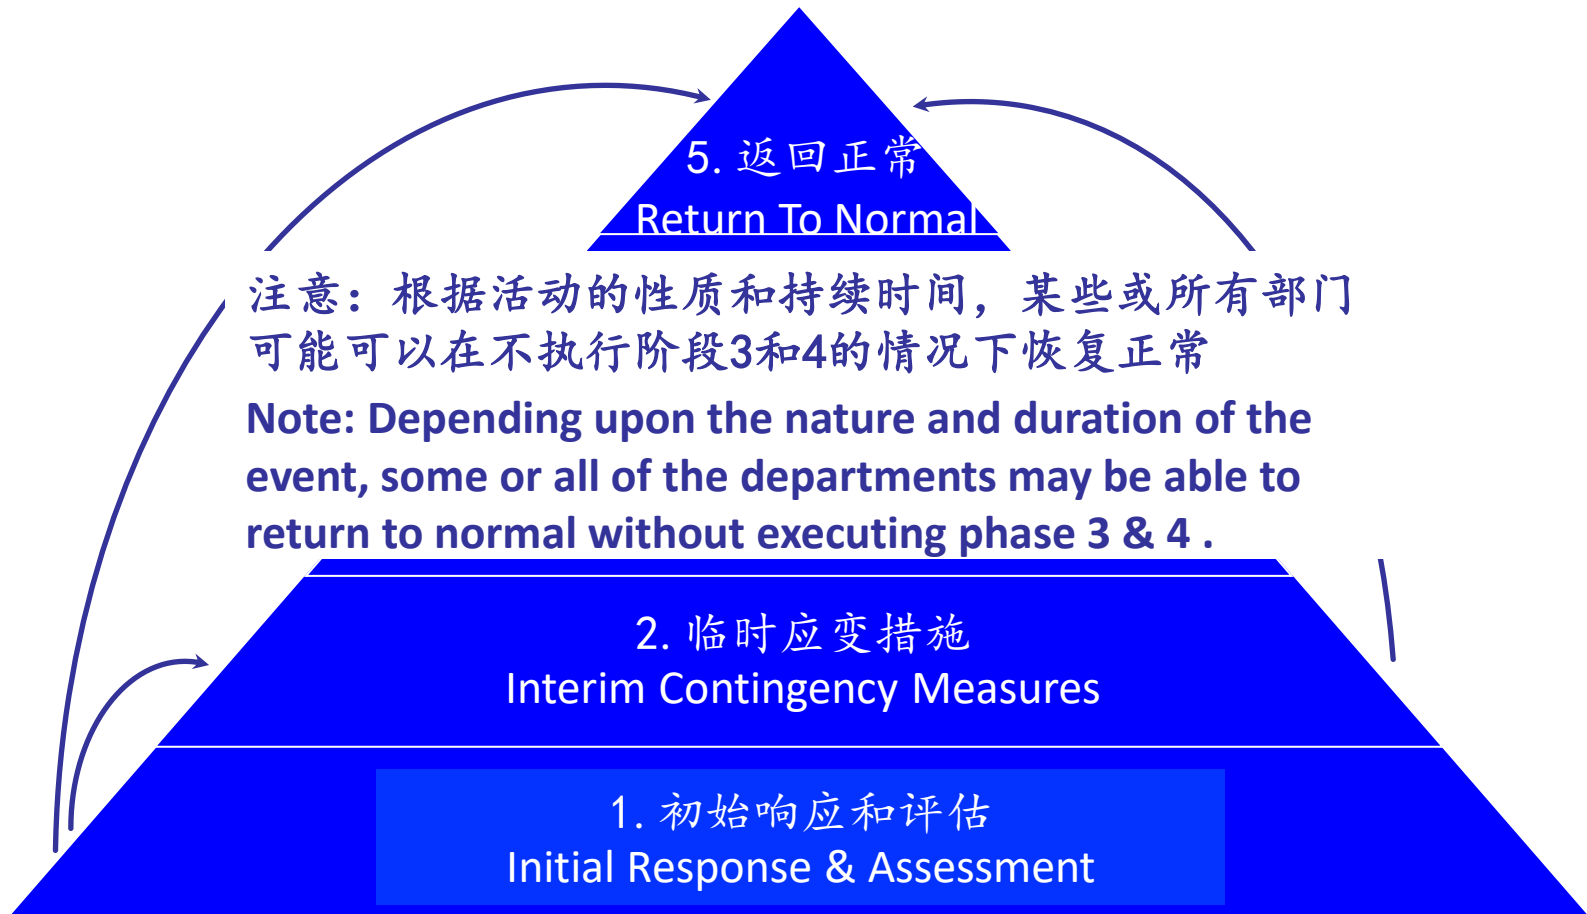 5. 返回正常
Return To Normal
注意：根据活动的性质和持续时间，某些或所有部门
可能可以在不执行阶段3和4的情况下恢复正常
Note: Depending upon the nature and duration of the
event, some or all of the departments may be able to
return to normal without executing phase 3 & 4 .
2. 临时应变措施
Interim Contingency Measures
1. 初始响应和评估
Initial Response & Assessment